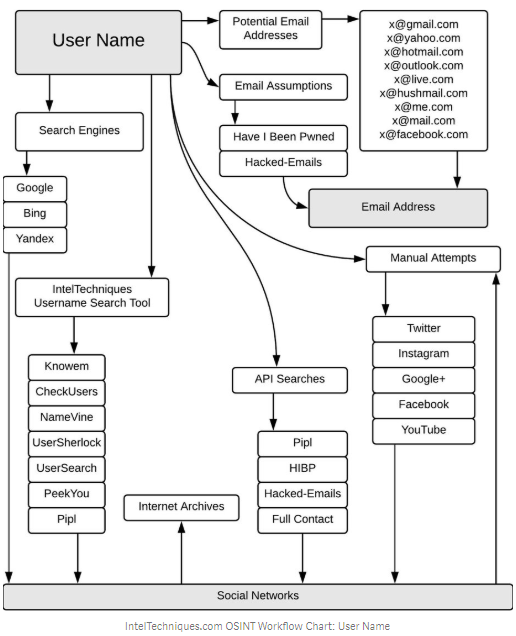 User Name
Potential Email
Addresses
x@gmail.com
x@yahoo.com
x@hotmail.com
x@outlook.com
x@live.com
x@hushmail.com
x@me.com
x@mail.com
x@facebook.com
Email Assumptions
Search Engines
Have I Been Pwned
Hacked-Emails
Google
Bing
Yandex
Email Address
Manual Attempts
IntelTechniques
Username Search Tool
Twitter
Instagram
Google+
Facebook
YouTube
Knowem
CheckUsers
NameVine
UserSherlock
UserSearch
PeekYou
Pipl
API Searches
Pipl
HIBP
Hacked-Emails
Full Contact
Internet Archives
Social Networks
IntelTechniques.com OSINT Workflow Chart: User Name